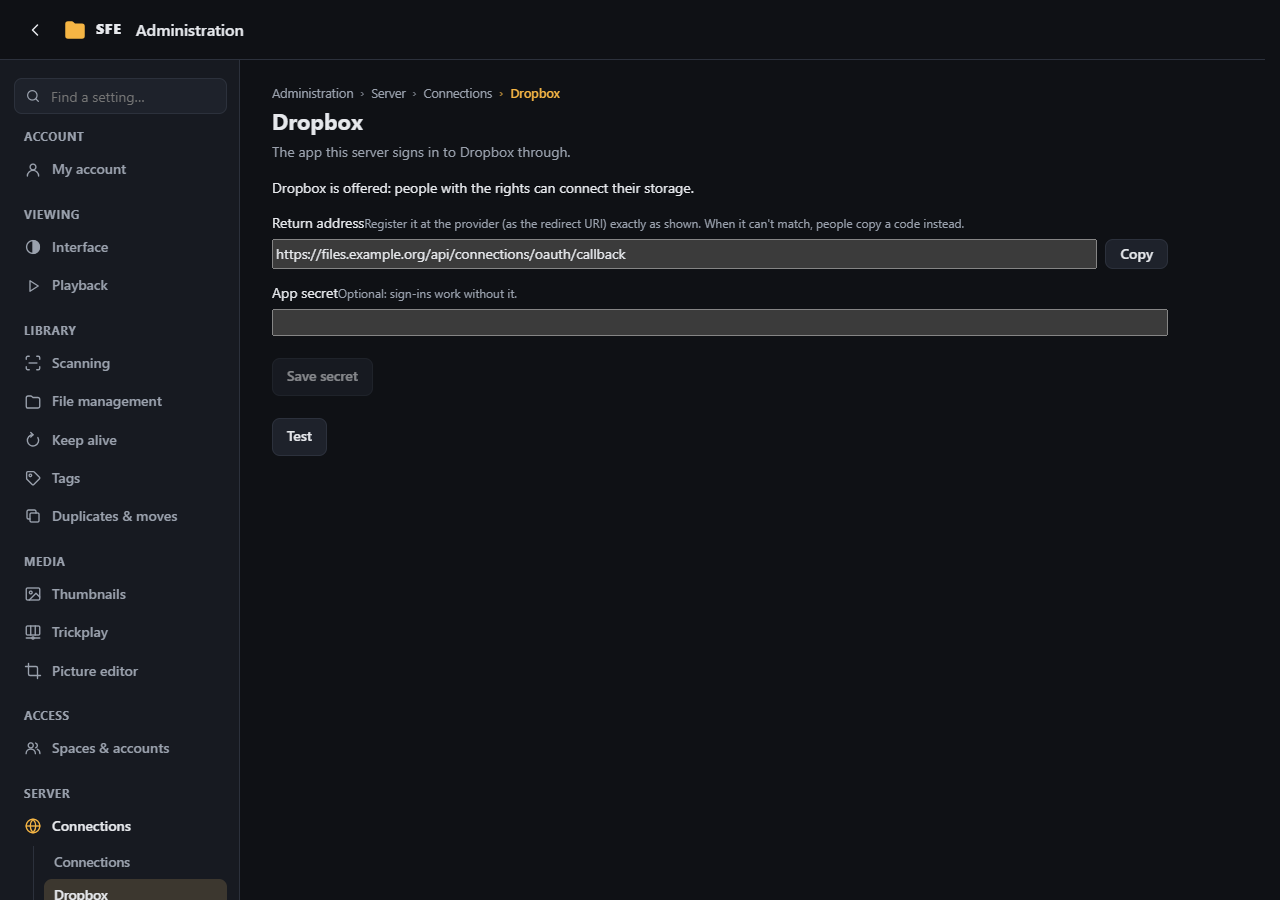 SFE Administration
Find a setting...
ACCOUNT
My account
VIEWING
Interface
Playback
LIBRARY
Scanning
File management
Keep alive
Tags
Duplicates & moves
MEDIA
Thumbnails
Trickplay
Picture editor
ACCESS
Spaces & accounts
SERVER
Connections
Connections
Dropbox
Administration › Server › Connections › Dropbox
Dropbox
The app this server signs in to Dropbox through.
Dropbox is offered: people with the rights can connect their storage.
Return addressRegister it at the provider (as the redirect URI) exactly as shown. When it can't match, people copy a code instead.
https://files.example.org/api/connections/oauth/callback Copy
App secretOptional: sign-ins work without it.
Save secret
Test